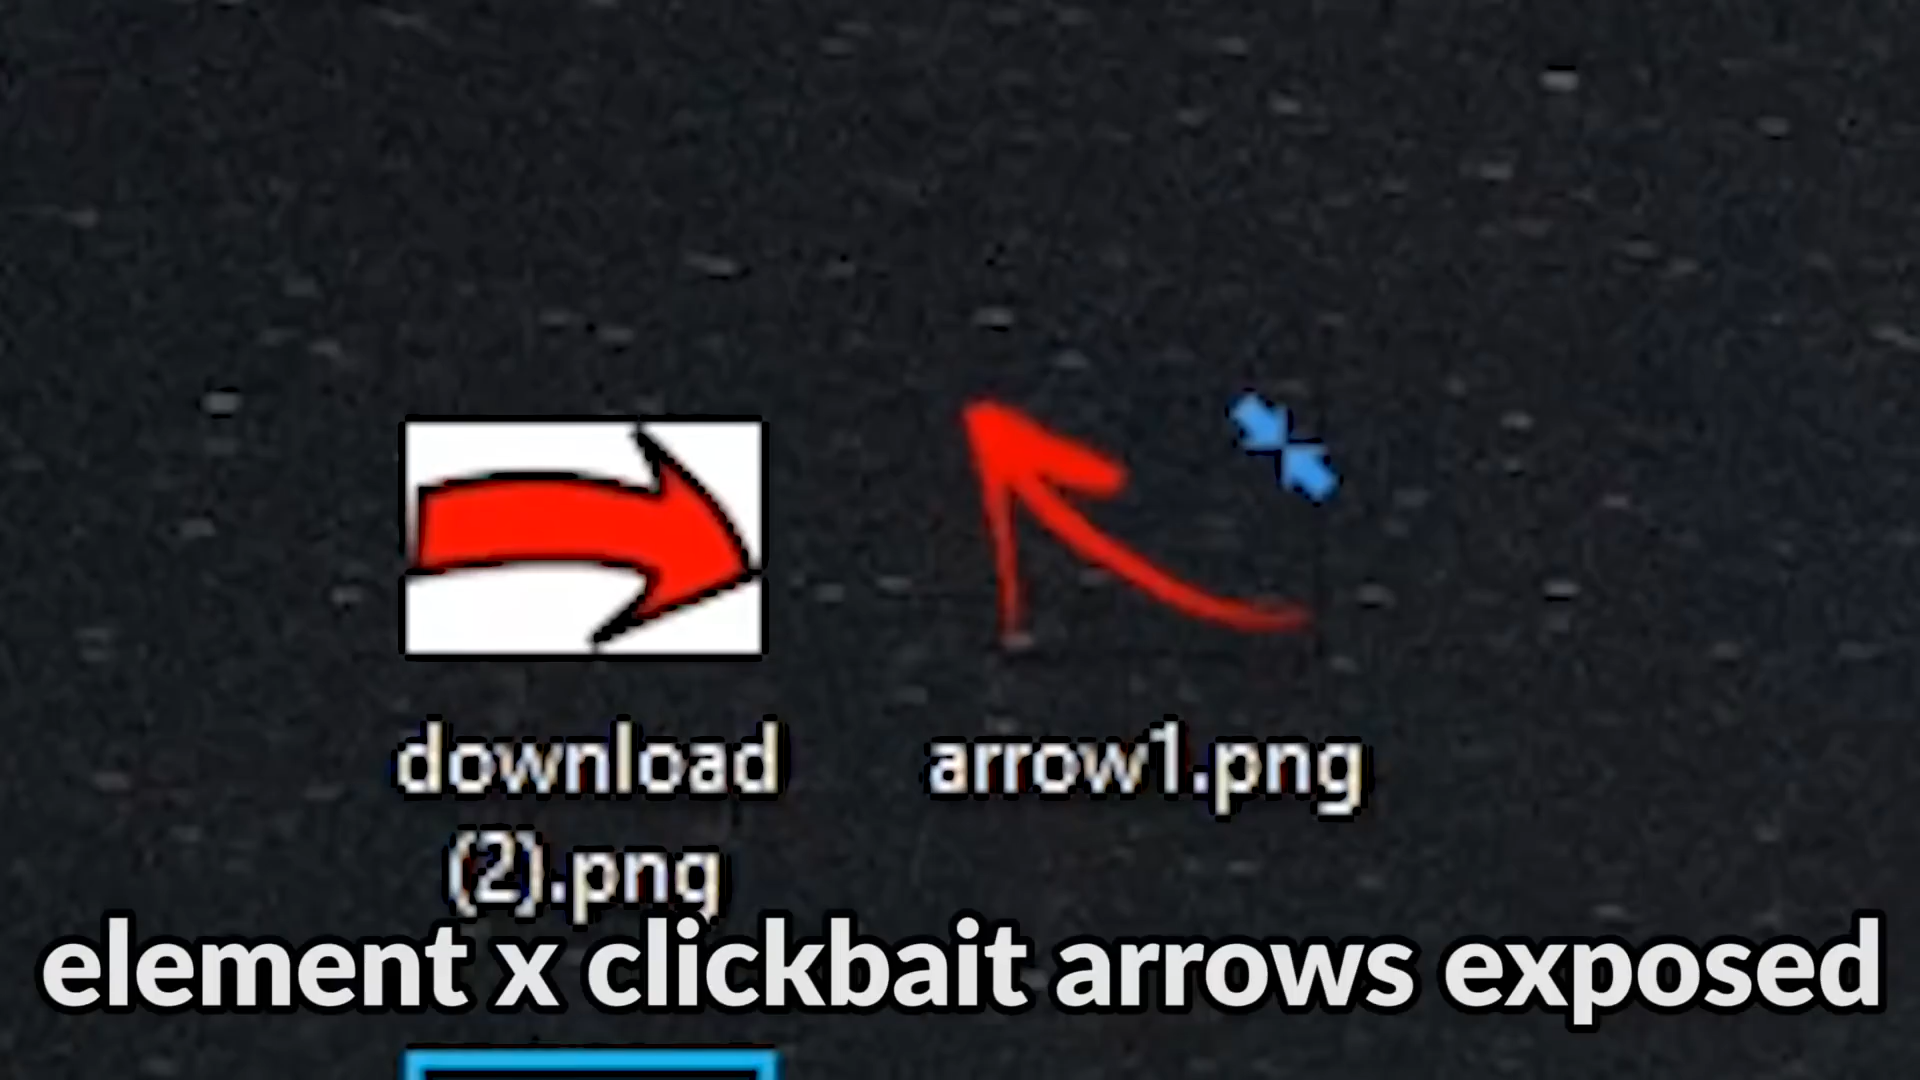 download
(2).png
arrow1.png
element x clickbait arrows exposed